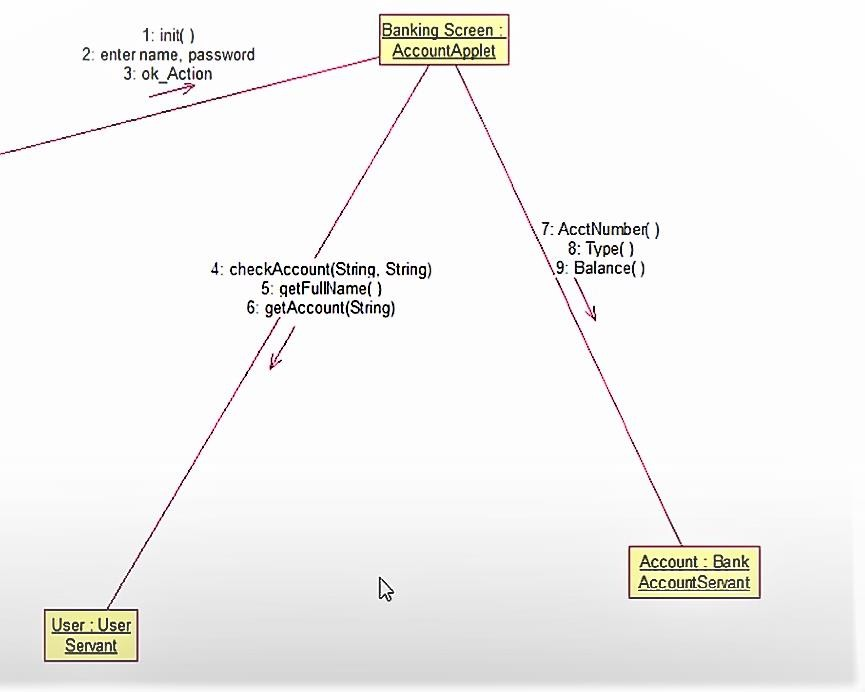 1: init( )
2: enter name, password
3: ok_Action
Banking Screen :
AccountApplet
4: checkAccount(String, String)
5: getFullName( )
6: getAccount(String)
7: AcctNumber( )
8: Type( )
9: Balance( )
User : User
Servant
Account : Bank
AccountServant